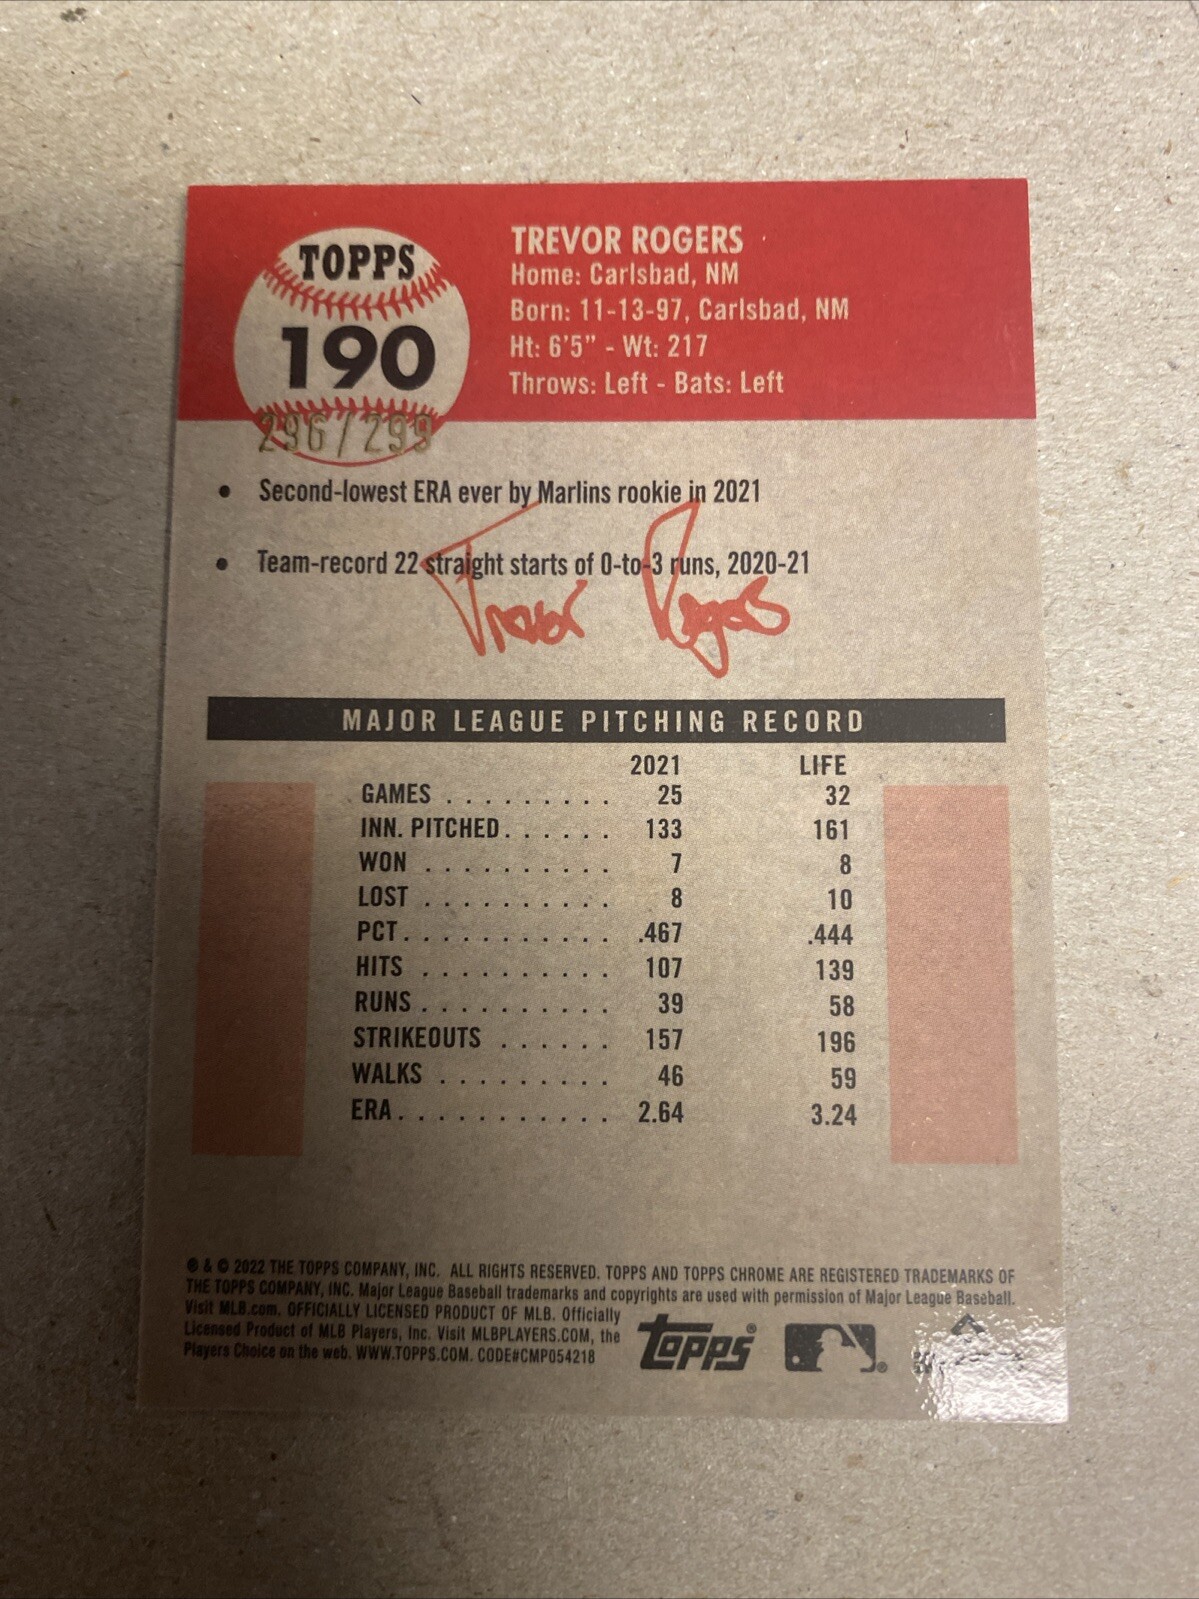 TOPPS
190
296/299
TREVOR ROGERS
Home: Carlsbad, NM
Born: 11-13-97, Carlsbad, NM
Ht: 6'5" - Wt: 217
Throws: Left - Bats: Left
• Second-lowest ERA ever by Marlins rookie in 2021
• Team-record 22 straight starts of 0-to-3 runs, 2020-21
Trevor Rogers
MAJOR LEAGUE PITCHING RECORD
2021 LIFE
GAMES . . . . . . . . . 25 32
INN. PITCHED. . . . . . 133 161
WON . . . . . . . . . . 7 8
LOST . . . . . . . . . . 8 10
PCT. . . . . . . . . . . .467 .444
HITS . . . . . . . . . . 107 139
RUNS . . . . . . . . . . 39 58
STRIKEOUTS . . . . . . 157 196
WALKS . . . . . . . . . 46 59
ERA. . . . . . . . . . . 2.64 3.24
® & © 2022 THE TOPPS COMPANY, INC. ALL RIGHTS RESERVED. TOPPS AND TOPPS CHROME ARE REGISTERED TRADEMARKS OF
THE TOPPS COMPANY, INC. Major League Baseball trademarks and copyrights are used with permission of Major League Baseball.
Visit MLB.com. OFFICIALLY LICENSED PRODUCT OF MLB. Officially
Licensed Product of MLB Players, Inc. Visit MLBPLAYERS.COM, the
Players Choice on the web. WWW.TOPPS.COM. CODE#CMP054218
topps® ®